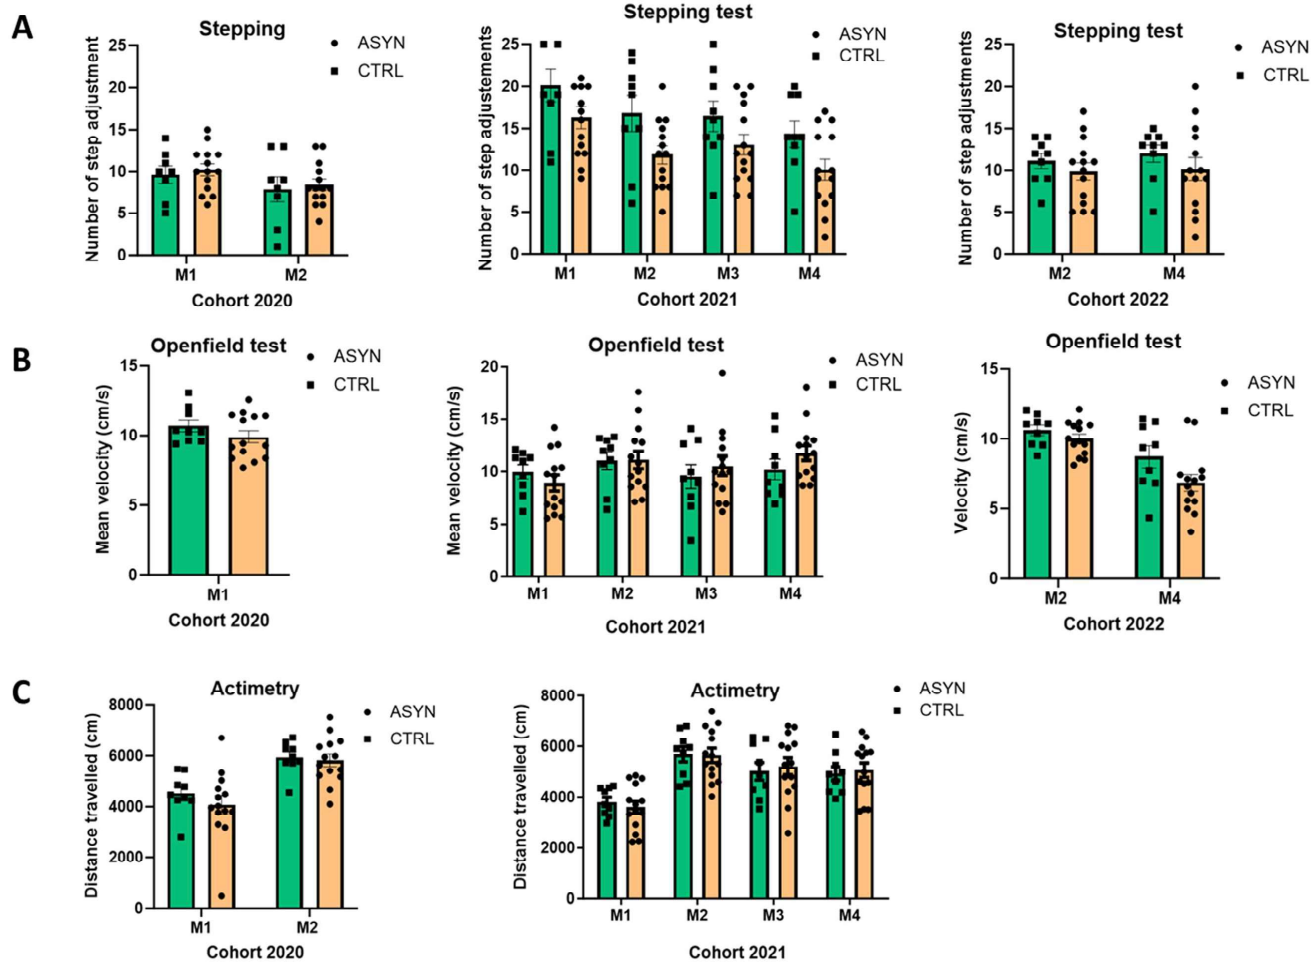 A
Stepping
ASYN
CTRL
Number of step adjustment
25
20
15
10
5
0
M1
M2
Cohort 2020
Stepping test
ASYN
CTRL
Number of step adjustements
25
20
15
10
5
0
M1
M2
M3
M4
Cohort 2021
Stepping test
ASYN
CTRL
Number of step adjustments
25
20
15
10
5
0
M2
M4
Cohort 2022
B
Openfield test
ASYN
CTRL
Mean velocity (cm/s)
15
10
5
0
M1
Cohort 2020
Openfield test
ASYN
CTRL
Mean velocity (cm/s)
20
15
10
5
0
M1
M2
M3
M4
Cohort 2021
Openfield test
ASYN
CTRL
Velocity (cm/s)
15
10
5
0
M2
M4
Cohort 2022
C
Actimetry
ASYN
CTRL
Distance travelled (cm)
8000
6000
4000
2000
0
M1
M2
Cohort 2020
Actimetry
ASYN
CTRL
Distance travelled (cm)
8000
6000
4000
2000
0
M1
M2
M3
M4
Cohort 2021